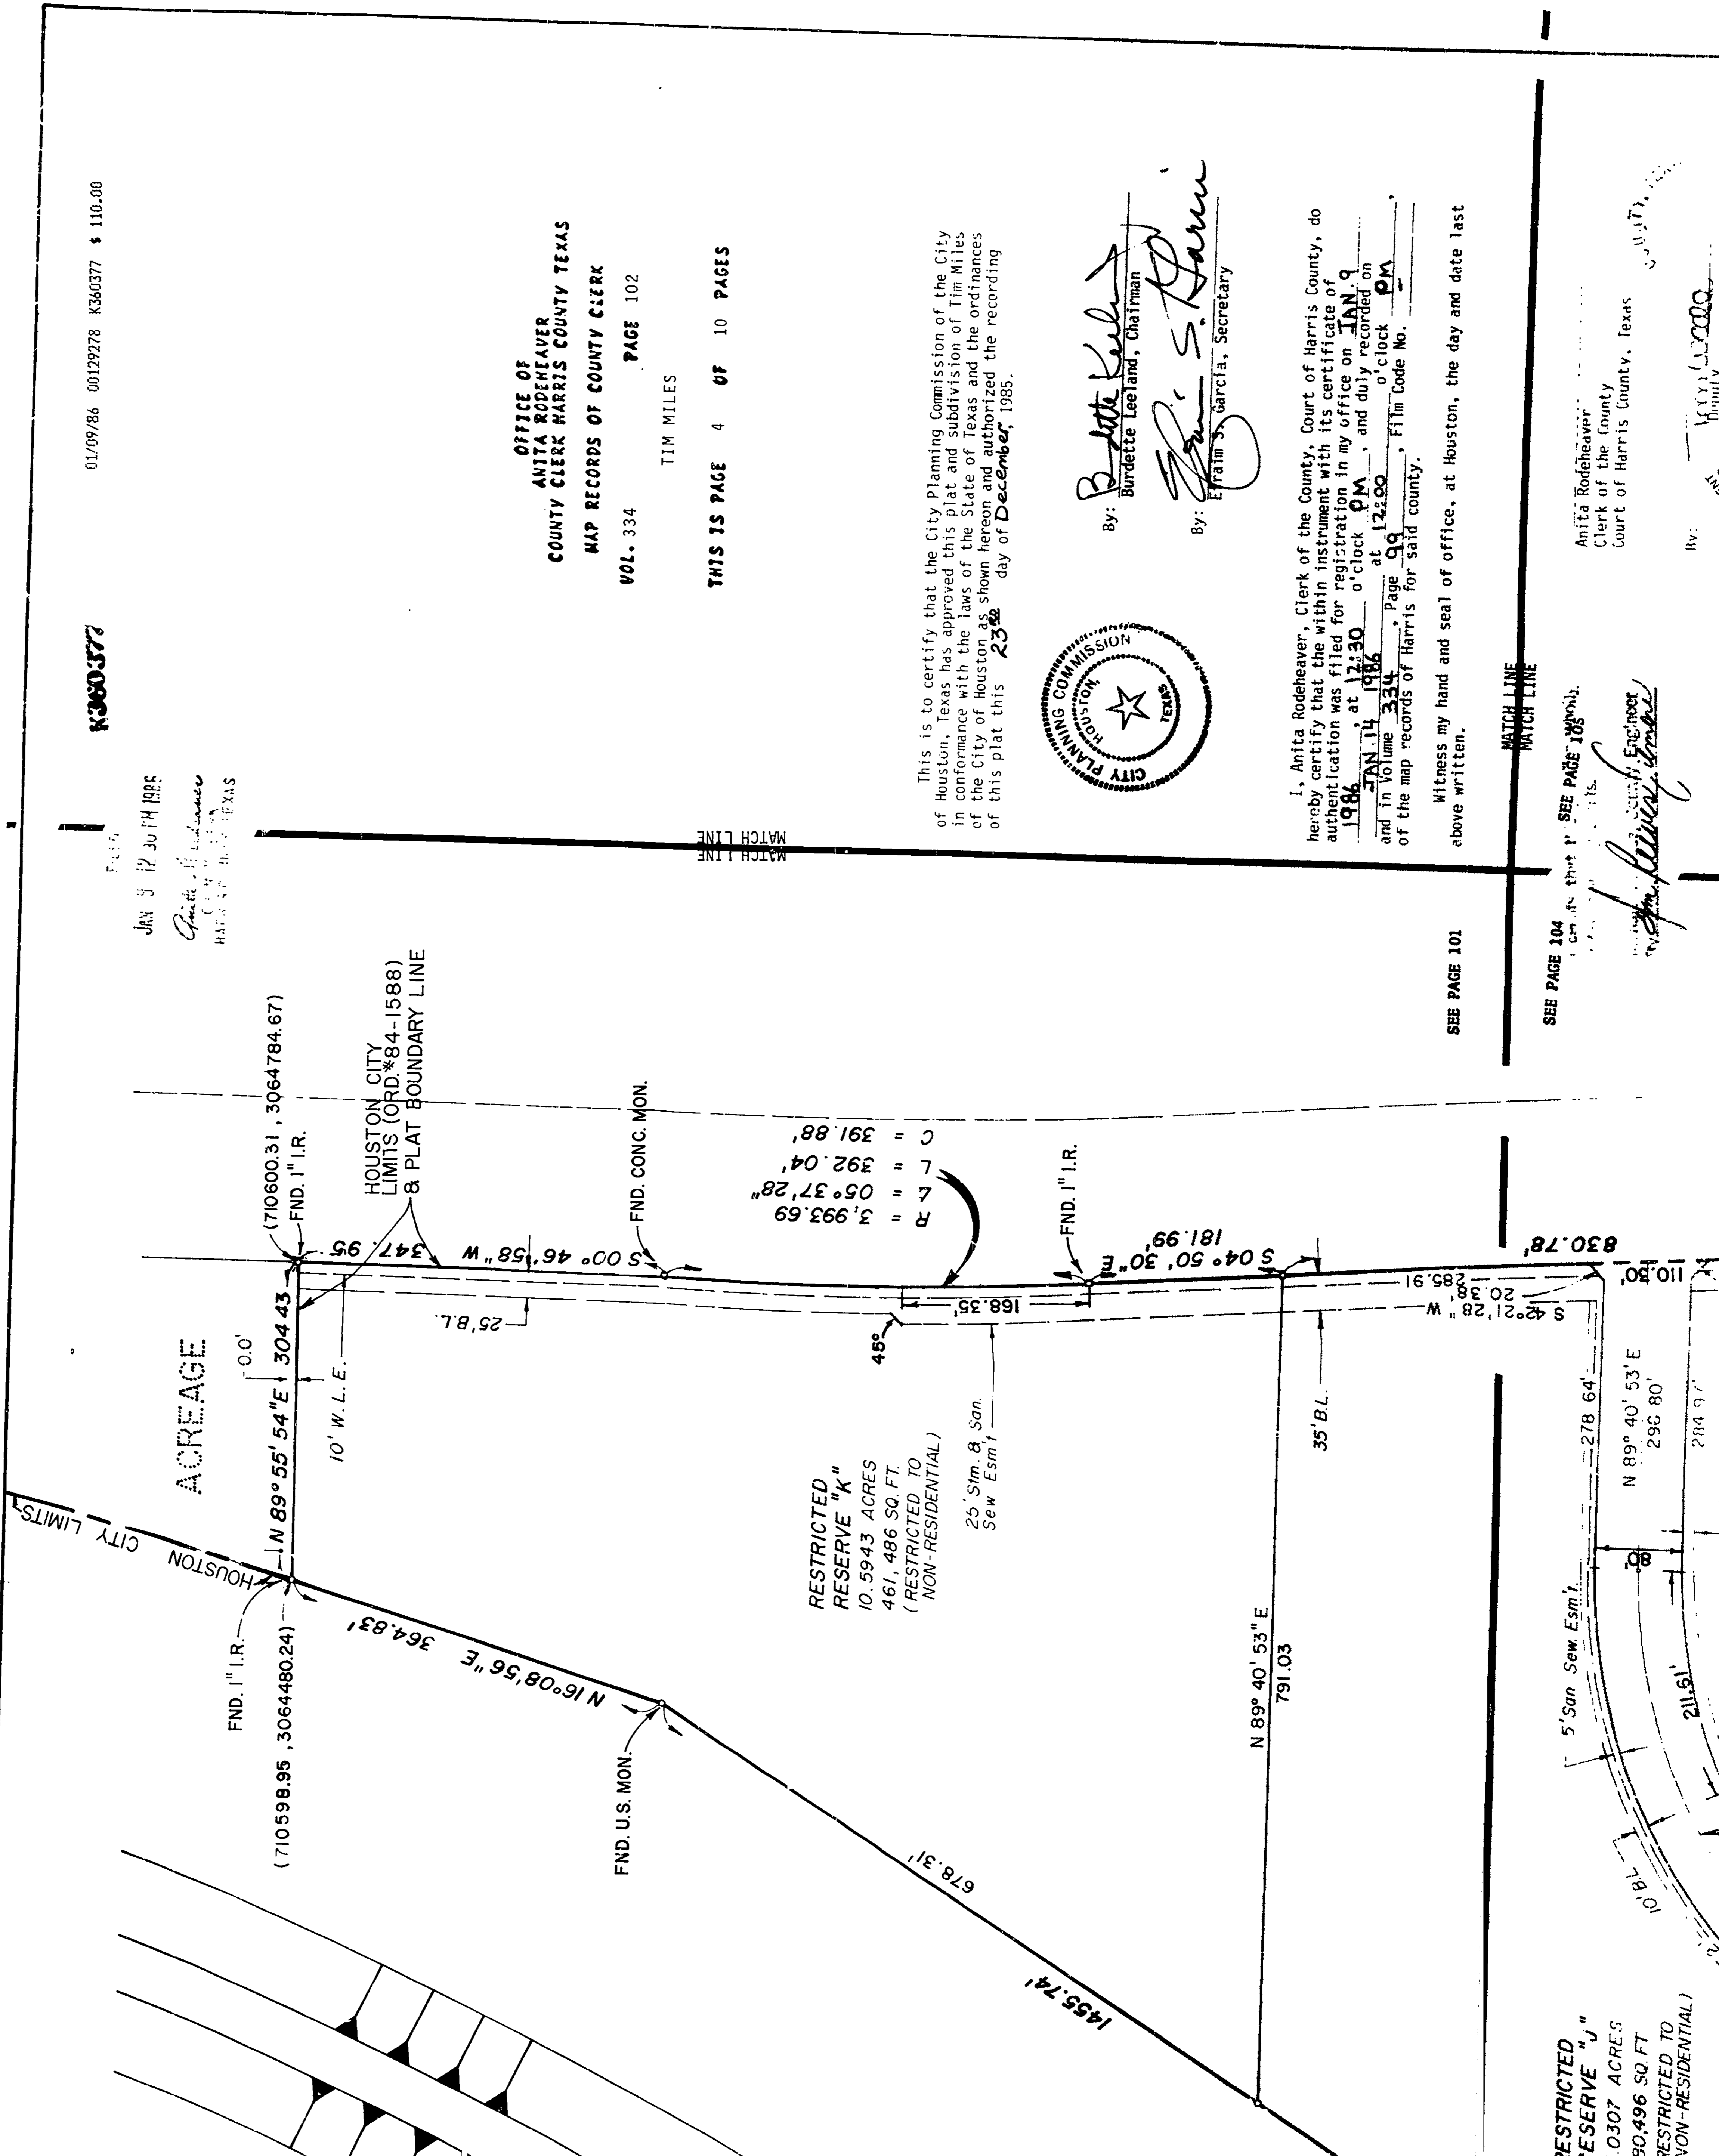 01/09/86 00129278 K360377 $ 110.00
K360377
JAN 9 12 30 PM 1986
OFFICE OF
ANITA RODEHEAVER
COUNTY CLERK HARRIS COUNTY TEXAS
MAP RECORDS OF COUNTY CLERK
VOL. 334 PAGE 102
TIM MILES
THIS IS PAGE 4 OF 10 PAGES
This is to certify that the City Planning Commission of the City
of Houston, Texas has approved this plat and subdivision of Tim Miles
in conformance with the laws of the State of Texas and the ordinances
of the City of Houston as shown hereon and authorized the recording
of this plat this 23rd day of December, 1985.
CITY PLANNING COMMISSION
HOUSTON,
TEXAS
By:
Burdette Leeland, Chairman
By:
Efraim S. Garcia, Secretary
I, Anita Rodeheaver, Clerk of the County, Court of Harris County, do
hereby certify that the within instrument with its certificate of
authentication was filed for registration in my office on JAN. 9
1986, at 12:30 o'clock PM, and duly recorded on
JAN 14 1986 at 12:00 o'clock PM
and in Volume 334, Page 99, Film Code No. -,
of the map records of Harris for said county.
Witness my hand and seal of office, at Houston, the day and date last
above written.
MATCH LINE
MATCH LINE
MATCH LINE
MATCH LINE
SEE PAGE 101
SEE PAGE 104
SEE PAGE 105
Anita Rodeheaver
Clerk of the County
Court of Harris County, Texas
By:
Deputy
Engineer
ACREAGE
HOUSTON CITY LIMITS
(710600.31, 3064784.67)
FND. 1" I.R.
HOUSTON CITY
LIMITS (ORD.#84-1588)
& PLAT BOUNDARY LINE
N 89° 55' 54" E 304.43
0.0'
10' W.L.E.
FND. 1" I.R.
(710598.95, 3064480.24)
S 00° 46' 58" W 347.95
25' B.L.
FND. CONC. MON.
N 16° 08' 56" E 364.83'
FND. U.S. MON.
R = 3,993.69
Δ = 05° 37' 28"
L = 392.04'
C = 391.88'
45°
168.35'
FND. 1" I.R.
RESTRICTED
RESERVE "K"
10.5943 ACRES
461,486 SQ. FT.
(RESTRICTED TO
NON-RESIDENTIAL)
25' Stm. & San.
Sew Esm't
S 04° 50' 30" E
181.99'
678.31'
1455.74'
N 89° 40' 53" E
791.03
35' B.L.
285.91
20.38'
S 42° 21' 28" W
830.78'
110.50'
278.64'
N 89° 40' 53" E
296.80'
284.97'
80'
5' San Sew. Esm't.
211.61'
10' B.L.
RESTRICTED
RESERVE "J"
.0307 ACRES
80,496 SQ. FT
RESTRICTED TO
NON-RESIDENTIAL)